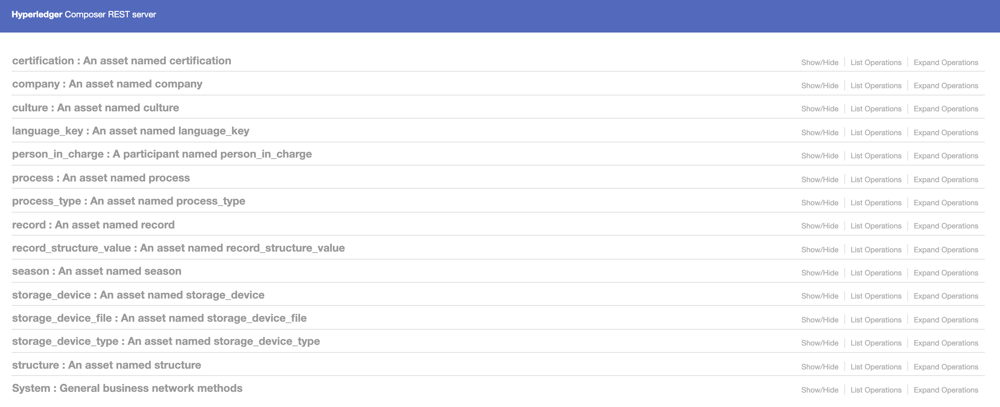 Hyperledger Composer REST server
certification : An asset named certification Show/Hide List Operations Expand Operations
company : An asset named company Show/Hide List Operations Expand Operations
culture : An asset named culture Show/Hide List Operations Expand Operations
language_key : An asset named language_key Show/Hide List Operations Expand Operations
person_in_charge : A participant named person_in_charge Show/Hide List Operations Expand Operations
process : An asset named process Show/Hide List Operations Expand Operations
process_type : An asset named process_type Show/Hide List Operations Expand Operations
record : An asset named record Show/Hide List Operations Expand Operations
record_structure_value : An asset named record_structure_value Show/Hide List Operations Expand Operations
season : An asset named season Show/Hide List Operations Expand Operations
storage_device : An asset named storage_device Show/Hide List Operations Expand Operations
storage_device_file : An asset named storage_device_file Show/Hide List Operations Expand Operations
storage_device_type : An asset named storage_device_type Show/Hide List Operations Expand Operations
structure : An asset named structure Show/Hide List Operations Expand Operations
System : General business network methods Show/Hide List Operations Expand Operations